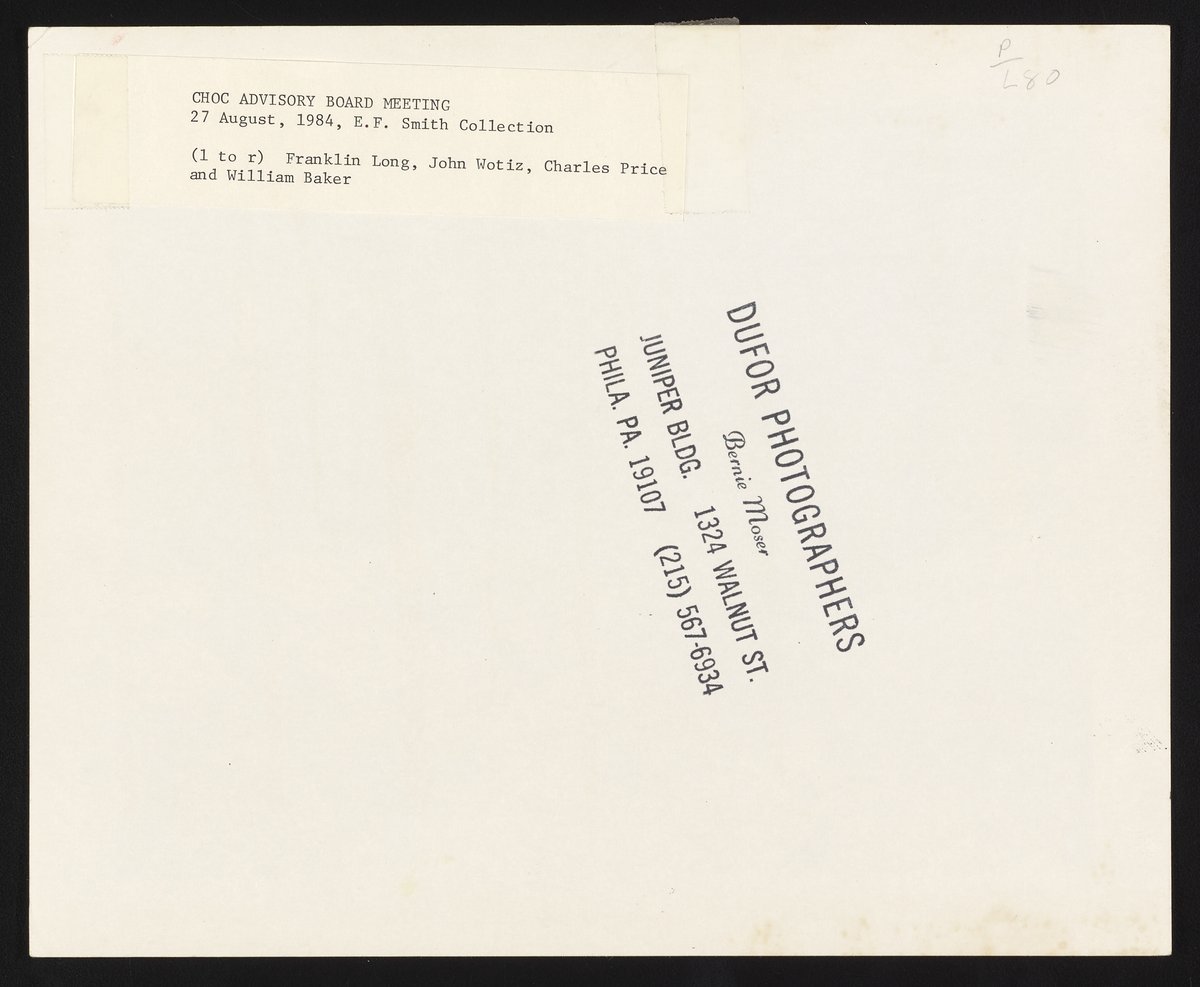 P
L80
CHOC ADVISORY BOARD MEETING
27 August, 1984, E.F. Smith Collection
(l to r) Franklin Long, John Wotiz, Charles Price
and William Baker
DUFOR PHOTOGRAPHERS
Bernie Moser
JUNIPER BLDG. 1324 WALNUT ST.
PHILA. PA. 19107 (215) 567-6934